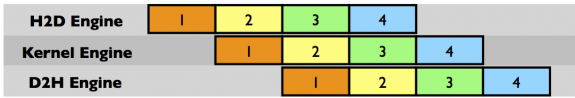 H2D Engine 1 2 3 4
Kernel Engine 1 2 3 4
D2H Engine 1 2 3 4